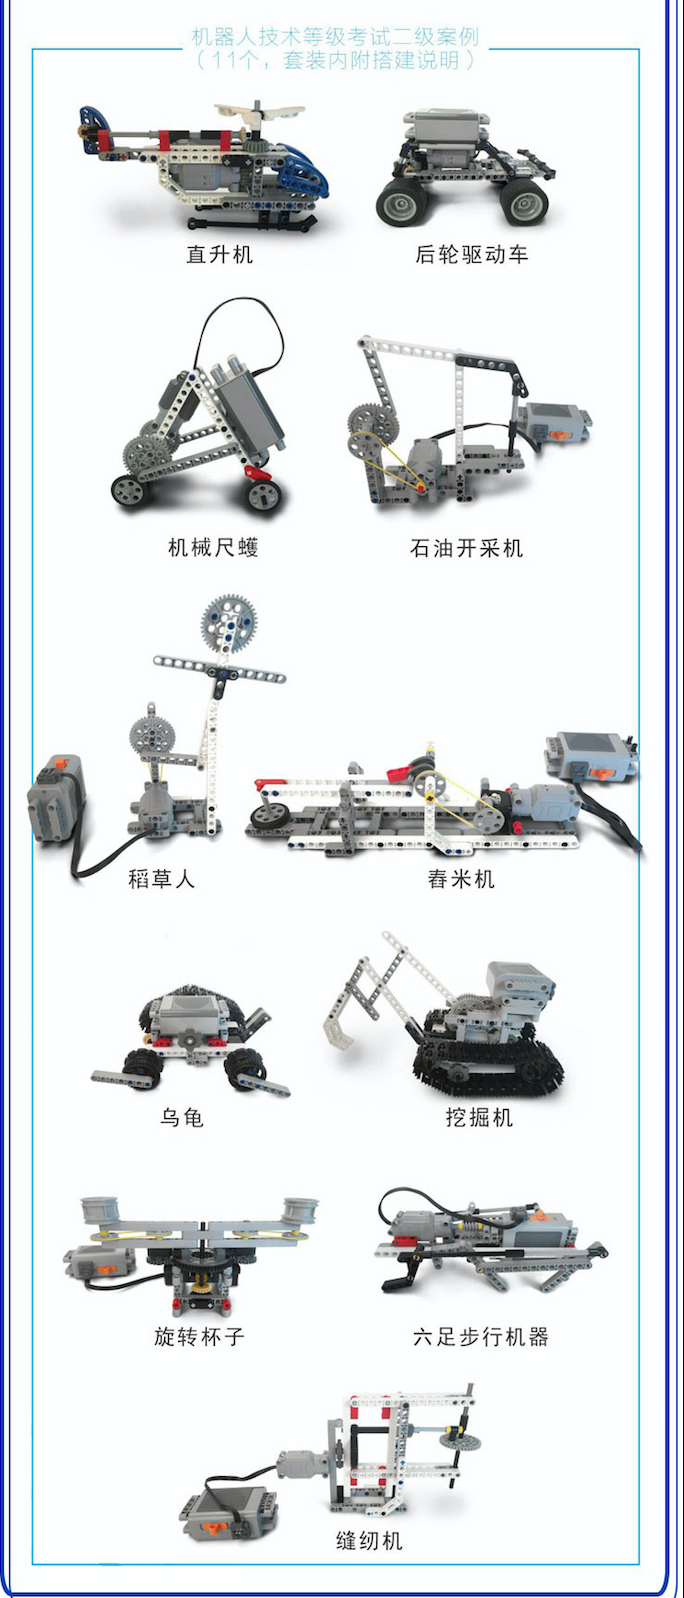 机器人技术等级考试二级案例
（11个，套装内附搭建说明）
直升机
后轮驱动车
机械尺蠖
石油开采机
稻草人
舂米机
乌龟
挖掘机
旋转杯子
六足步行机器
缝纫机